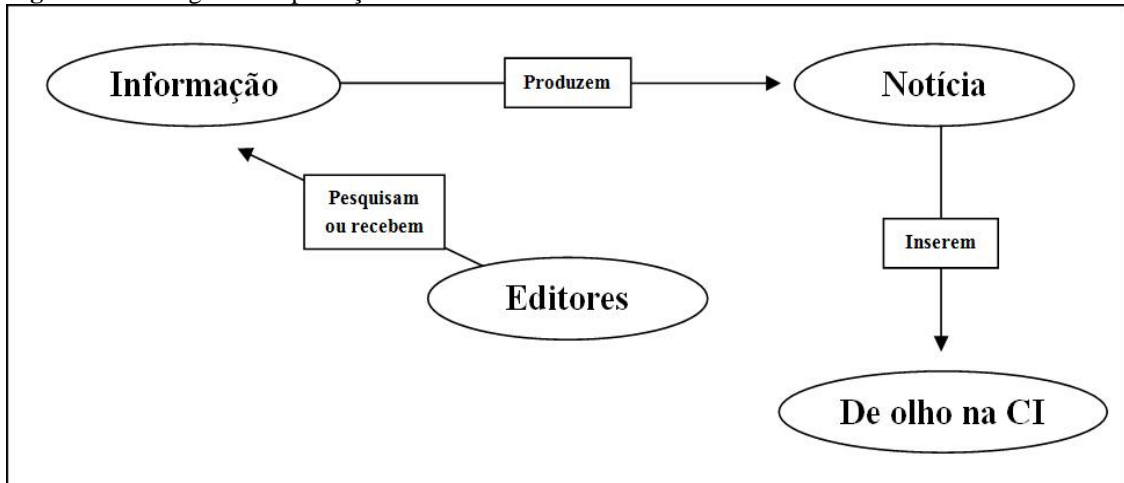 Informação
Produzem
Notícia
Pesquisam
ou recebem
Inserem
Editores
De olho na CI